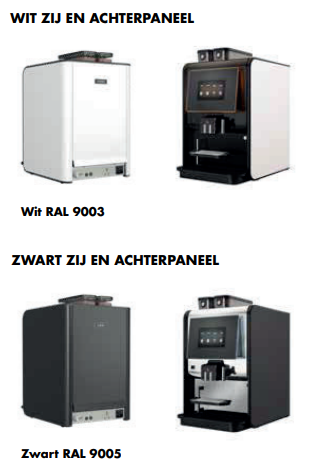 WIT ZIJ EN ACHTERPANEEL
Wit RAL 9003
ZWART ZIJ EN ACHTERPANEEL
Zwart RAL 9005